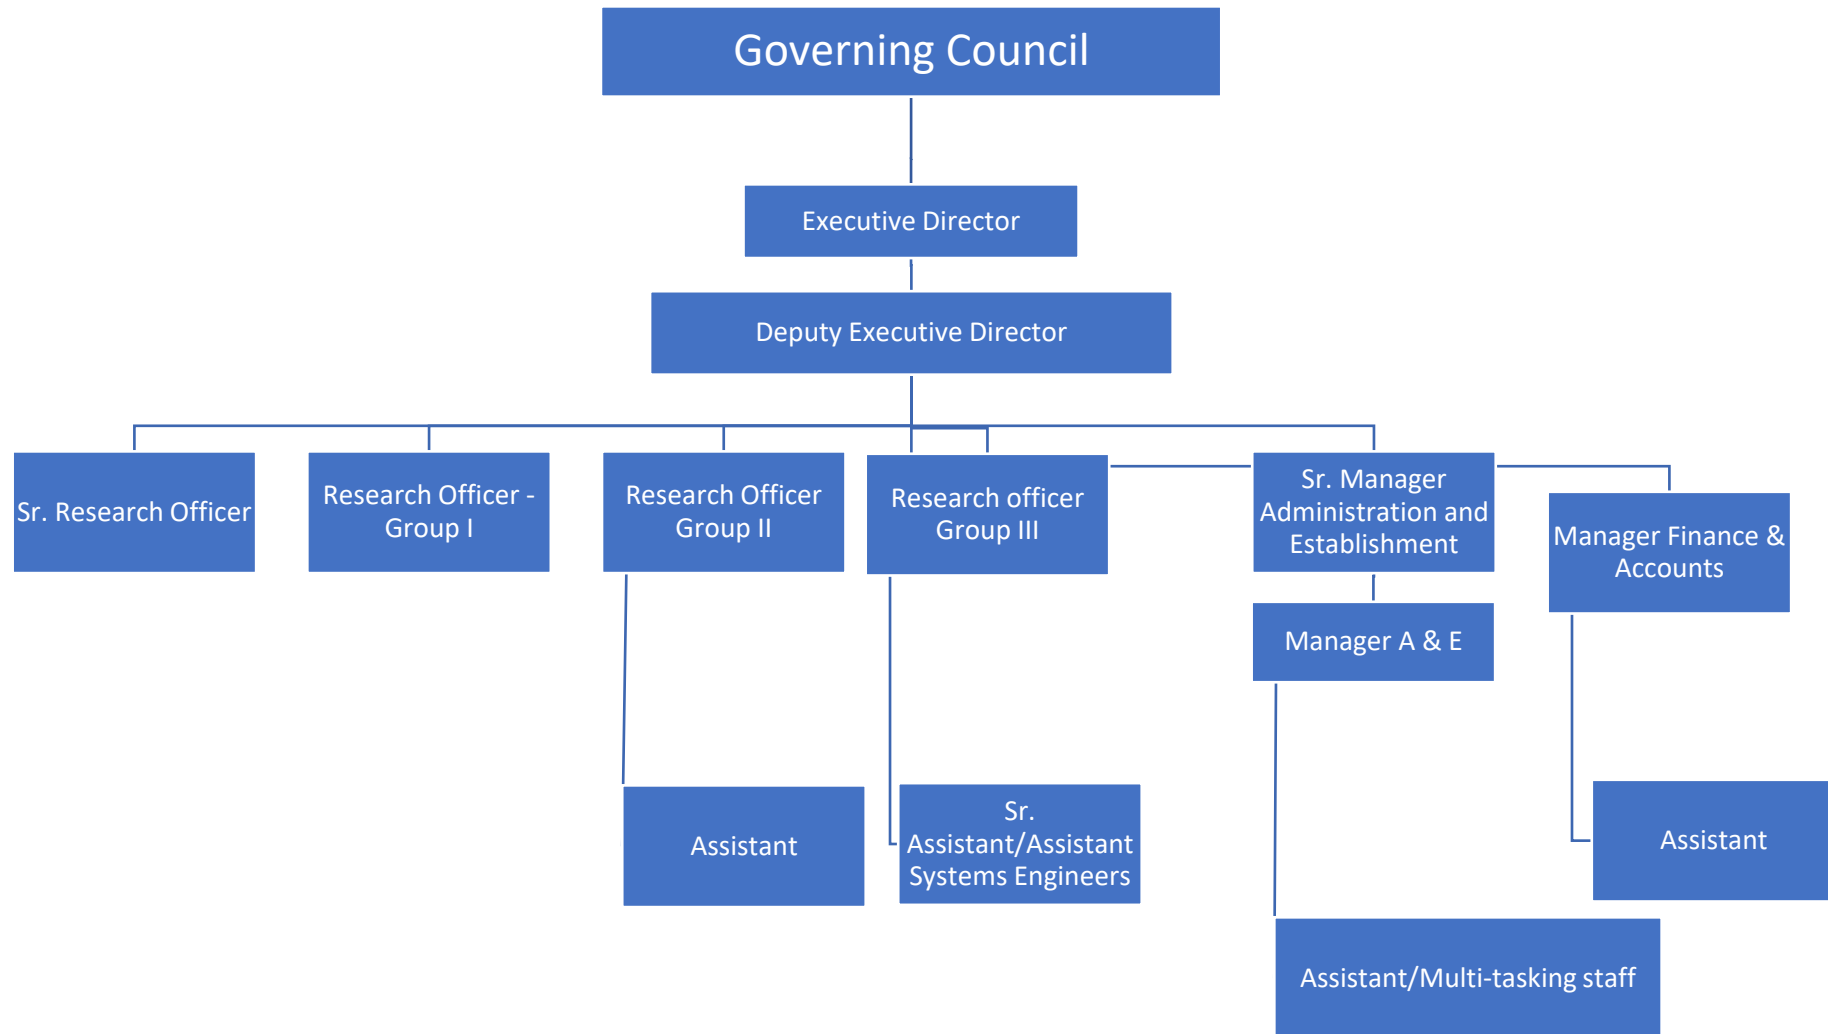 Governing Council
Executive Director
Deputy Executive Director
Sr. Research Officer
Research Officer -
Group I
Research Officer
Group II
Research officer
Group III
Sr. Manager
Administration and
Establishment
Manager Finance &
Accounts
Manager A & E
Assistant
Sr.
Assistant/Assistant
Systems Engineers
Assistant
Assistant/Multi-tasking staff